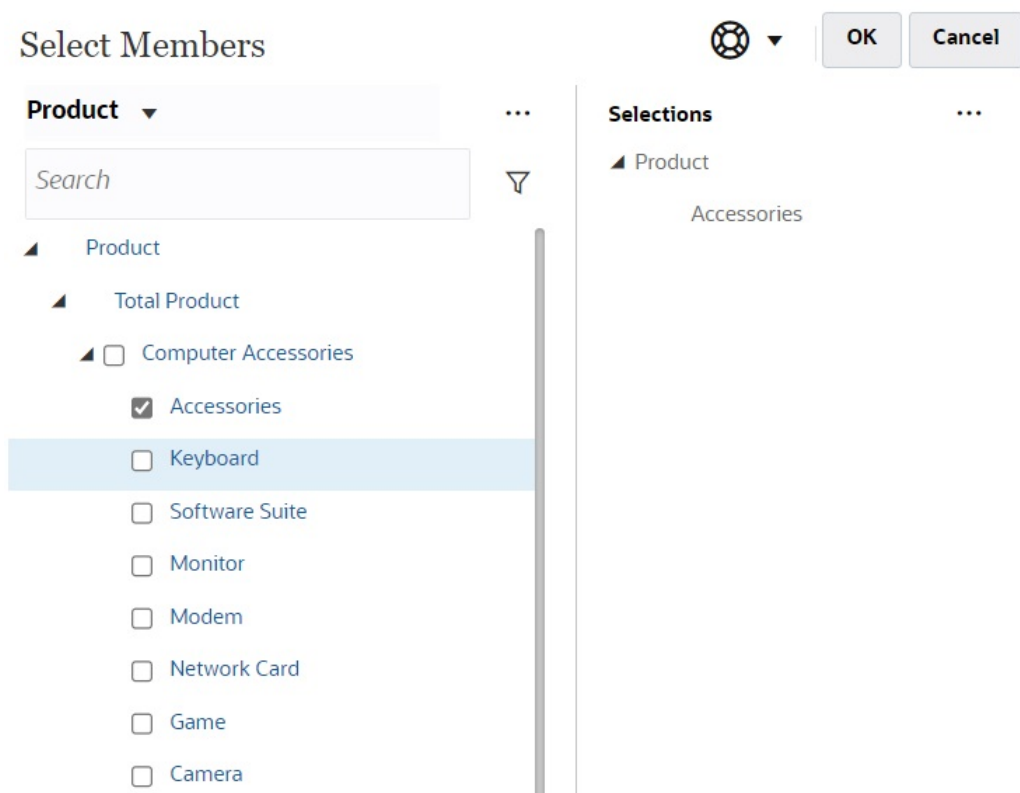 Select Members
OK
Cancel
Product
...
Search
Product
Total Product
Computer Accessories
Accessories
Keyboard
Software Suite
Monitor
Modem
Network Card
Game
Camera
Selections
...
Product
Accessories